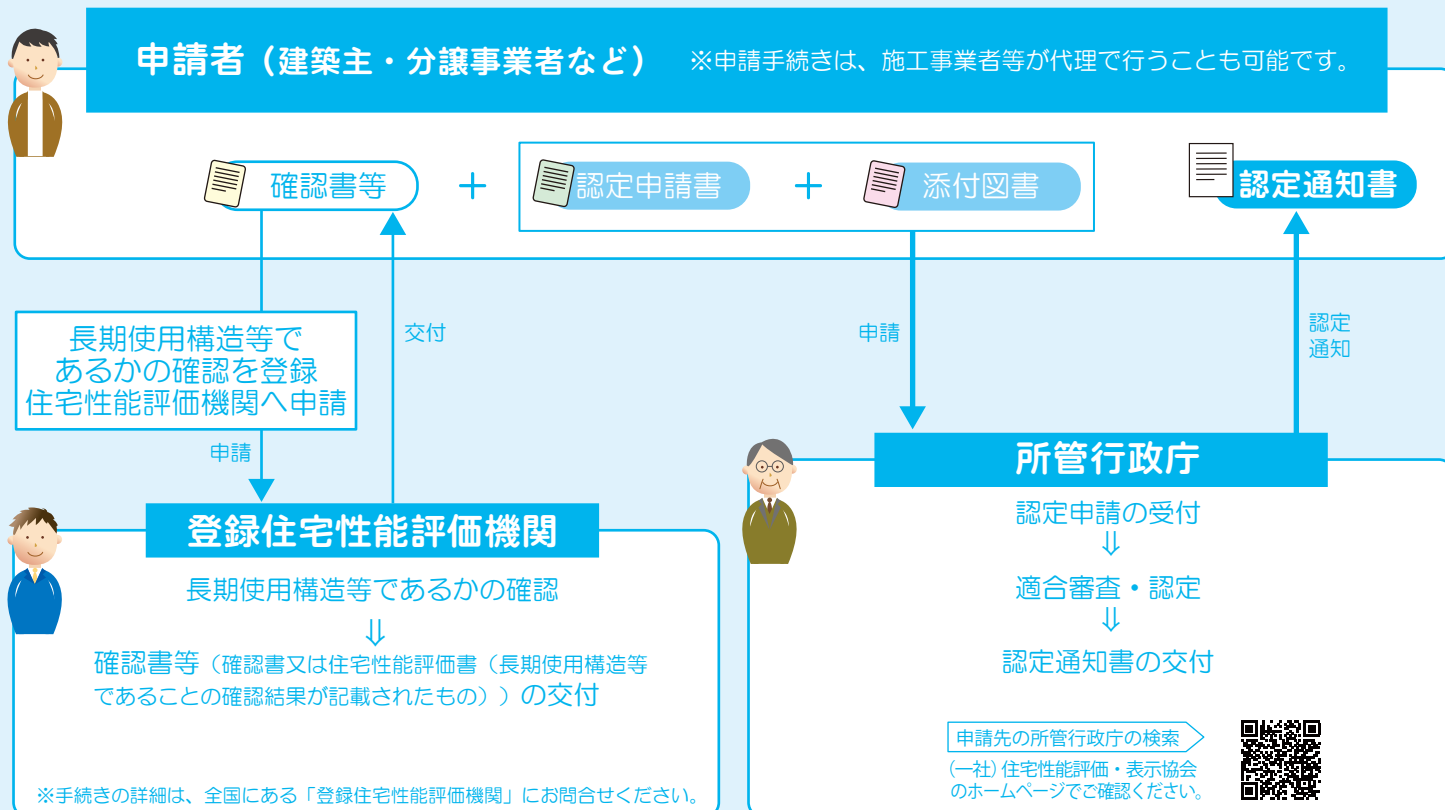 申請者（建築主・分譲事業者など） ※申請手続きは、施工事業者等が代理で行うことも可能です。
確認書等 + 認定申請書 + 添付図書
認定通知書
長期使用構造等で
あるかの確認を登録
住宅性能評価機関へ申請
申請
交付
申請
認定
通知
登録住宅性能評価機関
長期使用構造等であるかの確認
⇓
確認書等（確認書又は住宅性能評価書（長期使用構造等
であることの確認結果が記載されたもの））の交付
※手続きの詳細は、全国にある「登録住宅性能評価機関」にお問合せください。
所管行政庁
認定申請の受付
⇓
適合審査・認定
⇓
認定通知書の交付
申請先の所管行政庁の検索
（一社）住宅性能評価・表示協会
のホームページでご確認ください。